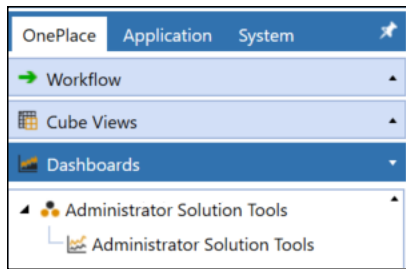 OnePlace Application System
Workflow
Cube Views
Dashboards
Administrator Solution Tools
Administrator Solution Tools